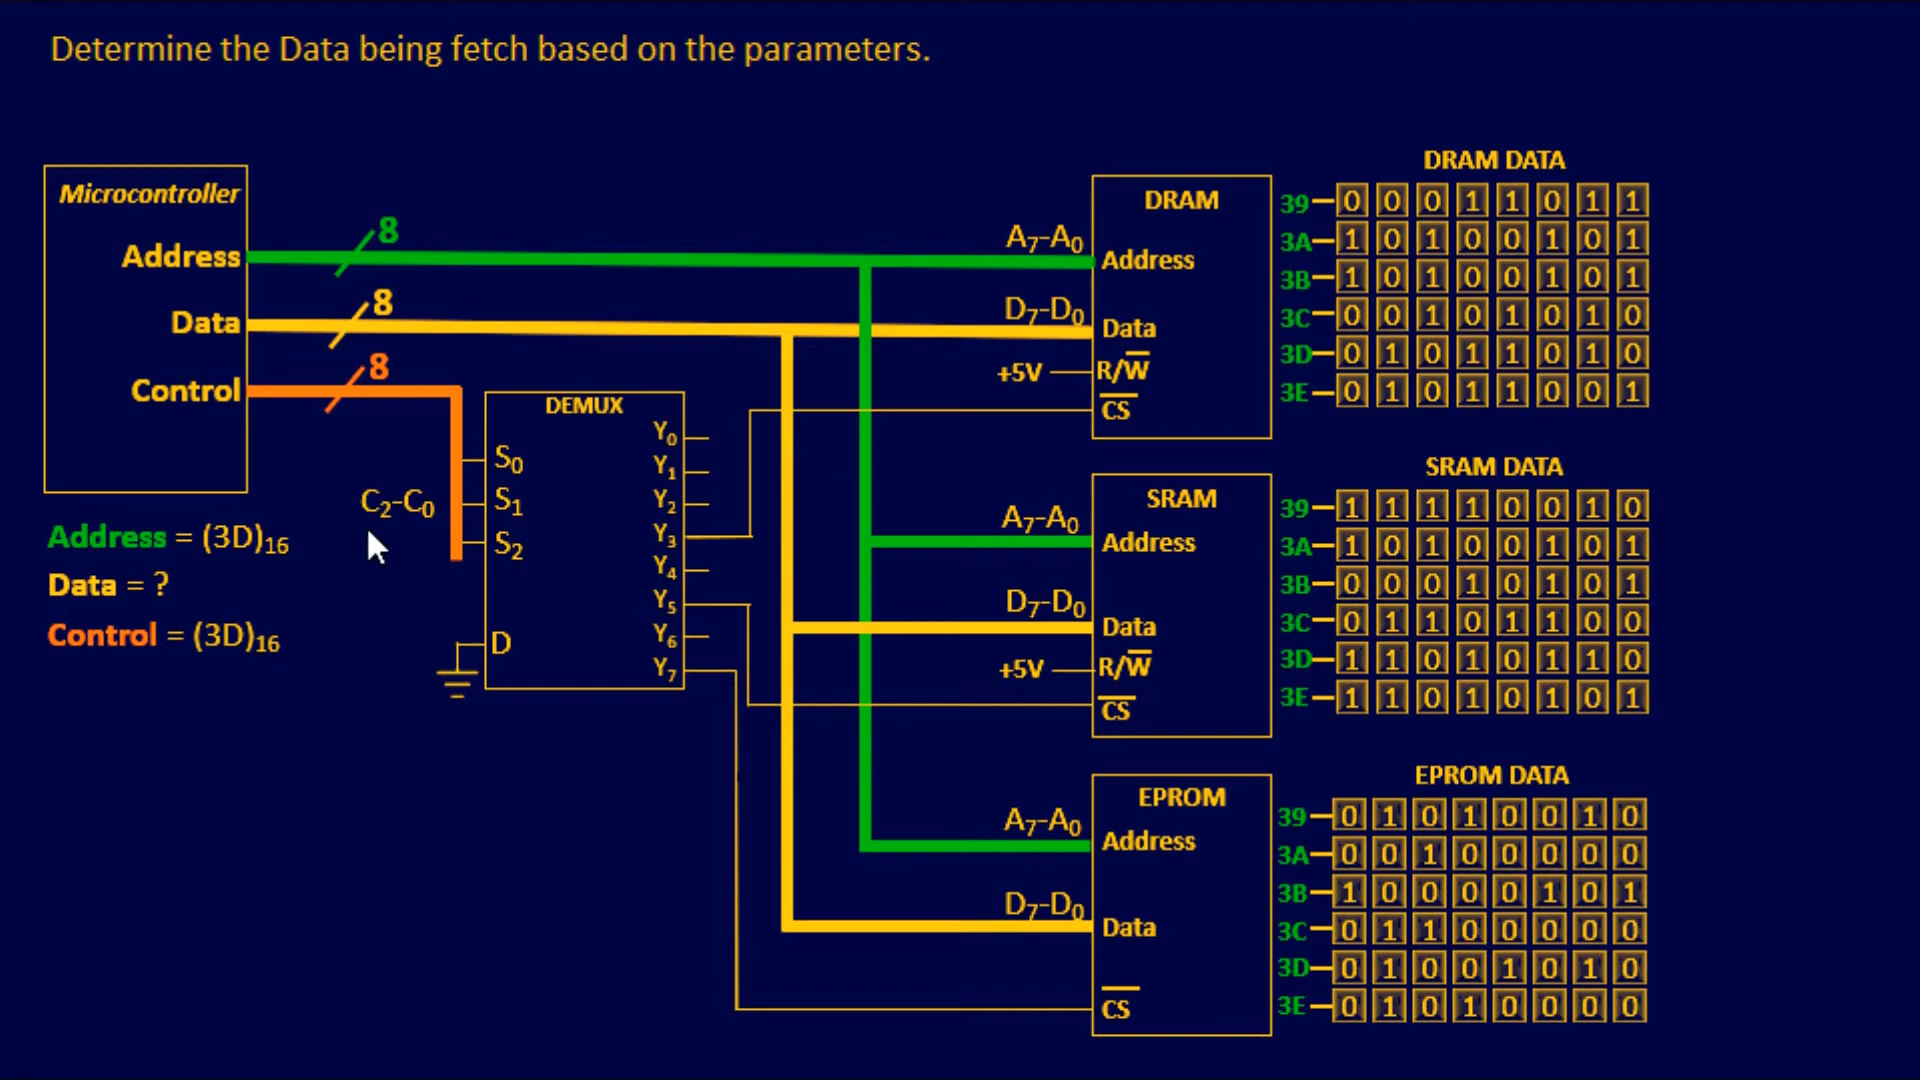 Determine the Data being fetch based on the parameters.
Microcontroller
Address
8
Data
8
Control
8
C₂-C₀
Address = (3D)₁₆
Data = ?
Control = (3D)₁₆
DEMUX
S₀
S₁
S₂
D
Y₀
Y₁
Y₂
Y₃
Y₄
Y₅
Y₆
Y₇
DRAM
A₇-A₀
Address
D₇-D₀
Data
+5V
R/W̅
C̅S̅
DRAM DATA
39 0 0 0 1 1 0 1 1
3A 1 0 1 0 0 1 0 1
3B 1 0 1 0 0 1 0 1
3C 0 0 1 0 1 0 1 0
3D 0 1 0 1 1 0 1 0
3E 0 1 0 1 1 0 0 1
SRAM
A₇-A₀
Address
D₇-D₀
Data
+5V
R/W̅
C̅S̅
SRAM DATA
39 1 1 1 1 0 0 1 0
3A 1 0 1 0 0 1 0 1
3B 0 0 0 1 0 1 0 1
3C 0 1 1 0 1 1 0 0
3D 1 1 0 1 0 1 1 0
3E 1 1 0 1 0 1 0 1
EPROM
A₇-A₀
Address
D₇-D₀
Data
C̅S̅
EPROM DATA
39 0 1 0 1 0 0 1 0
3A 0 0 1 0 0 0 0 0
3B 1 0 0 0 0 1 0 1
3C 0 1 1 0 0 0 0 0
3D 0 1 0 0 1 0 1 0
3E 0 1 0 1 0 0 0 0